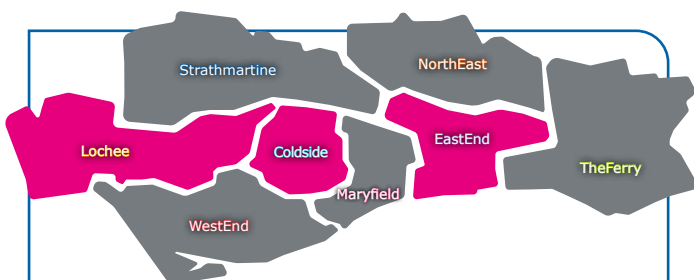 Strathmartine
NorthEast
Lochee
Coldside
EastEnd
TheFerry
Maryfield
WestEnd